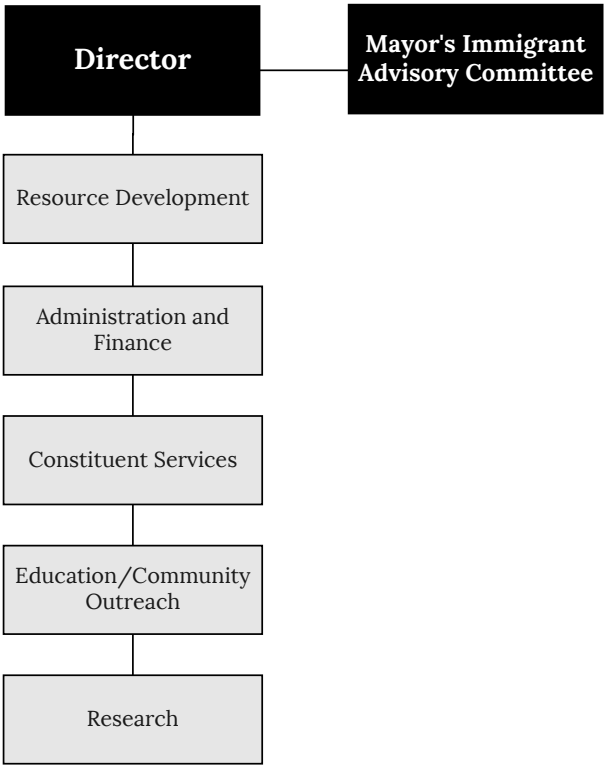 Director
Mayor's Immigrant
Advisory Committee
Resource Development
Administration and
Finance
Constituent Services
Education/Community
Outreach
Research